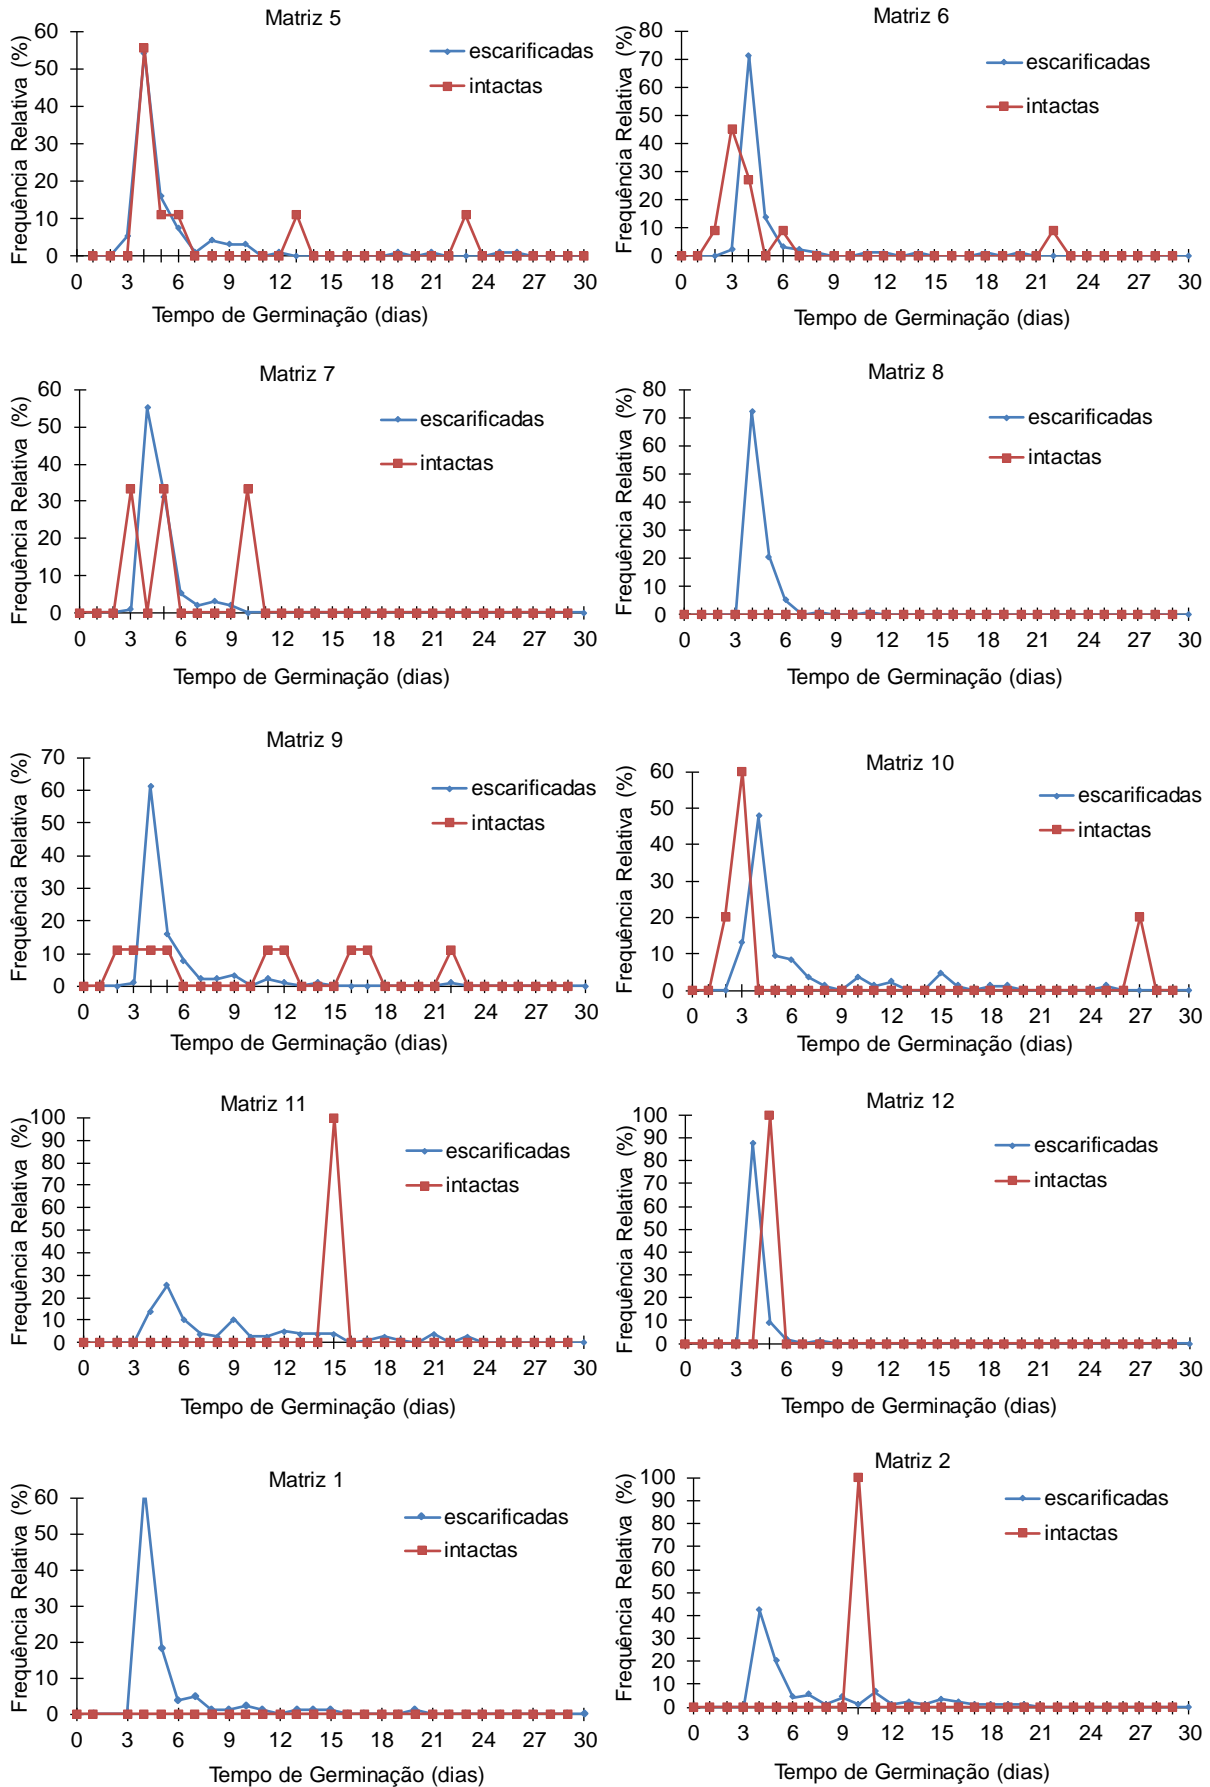 Matriz 5
Frequência Relativa (%)
60
50
40
30
20
10
0
escarificadas
intactas
0 3 6 9 12 15 18 21 24 27 30
Tempo de Germinação (dias)
Matriz 6
Frequência Relativa (%)
80
70
60
50
40
30
20
10
0
escarificadas
intactas
0 3 6 9 12 15 18 21 24 27 30
Tempo de Germinação (dias)
Matriz 7
Frequência Relativa (%)
60
50
40
30
20
10
0
escarificadas
intactas
0 3 6 9 12 15 18 21 24 27 30
Tempo de Germinação (dias)
Matriz 8
Frequência Relativa (%)
80
70
60
50
40
30
20
10
0
escarificadas
intactas
0 3 6 9 12 15 18 21 24 27 30
Tempo de Germinação (dias)
Matriz 9
Frequência Relativa (%)
70
60
50
40
30
20
10
0
escarificadas
intactas
0 3 6 9 12 15 18 21 24 27 30
Tempo de Germinação (dias)
Matriz 10
Frequência Relativa (%)
60
50
40
30
20
10
0
escarificadas
intactas
0 3 6 9 12 15 18 21 24 27 30
Tempo de Germinação (dias)
Matriz 11
Frequência Relativa (%)
100
90
80
70
60
50
40
30
20
10
0
escarificadas
intactas
0 3 6 9 12 15 18 21 24 27 30
Tempo de Germinação (dias)
Matriz 12
Frequência Relativa (%)
100
90
80
70
60
50
40
30
20
10
0
escarificadas
intactas
0 3 6 9 12 15 18 21 24 27 30
Tempo de Germinação (dias)
Matriz 1
Frequência Relativa (%)
60
50
40
30
20
10
0
escarificadas
intactas
0 3 6 9 12 15 18 21 24 27 30
Tempo de Germinação (dias)
Matriz 2
Frequência Relativa (%)
100
90
80
70
60
50
40
30
20
10
0
escarificadas
intactas
0 3 6 9 12 15 18 21 24 27 30
Tempo de Germinação (dias)